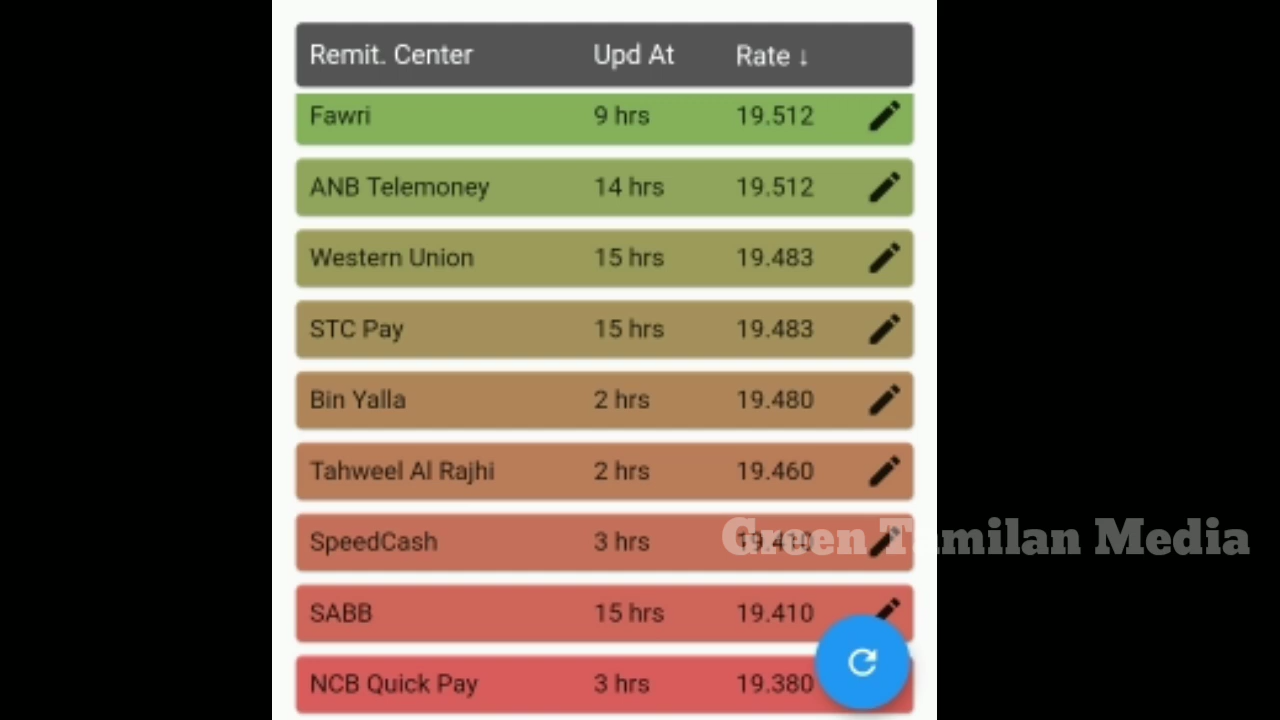 Remit. Center Upd At Rate ↓
Fawri 9 hrs 19.512
ANB Telemoney 14 hrs 19.512
Western Union 15 hrs 19.483
STC Pay 15 hrs 19.483
Bin Yalla 2 hrs 19.480
Tahweel Al Rajhi 2 hrs 19.460
SpeedCash 3 hrs
Green Tamilan Media
SABB 15 hrs 19.410
NCB Quick Pay 3 hrs 19.380